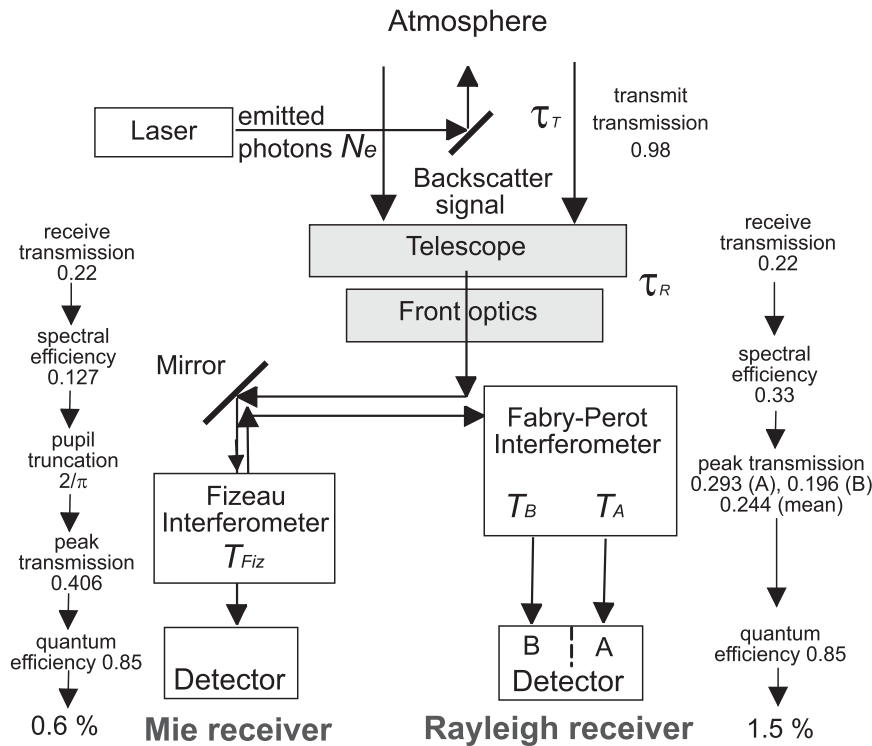 Atmosphere
Laser
emitted
photons Ne
τT
transmit
transmission
0.98
Backscatter
signal
receive
transmission
0.22
Telescope
τR
Front optics
receive
transmission
0.22
spectral
efficiency
0.127
Mirror
spectral
efficiency
0.33
pupil
truncation
2/π
Fizeau
Interferometer
TFiz
Fabry-Perot
Interferometer
TB TA
peak transmission
0.293 (A), 0.196 (B)
0.244 (mean)
peak
transmission
0.406
quantum
efficiency 0.85
Detector
B A
Detector
quantum
efficiency 0.85
0.6 %
Mie receiver
Rayleigh receiver
1.5 %